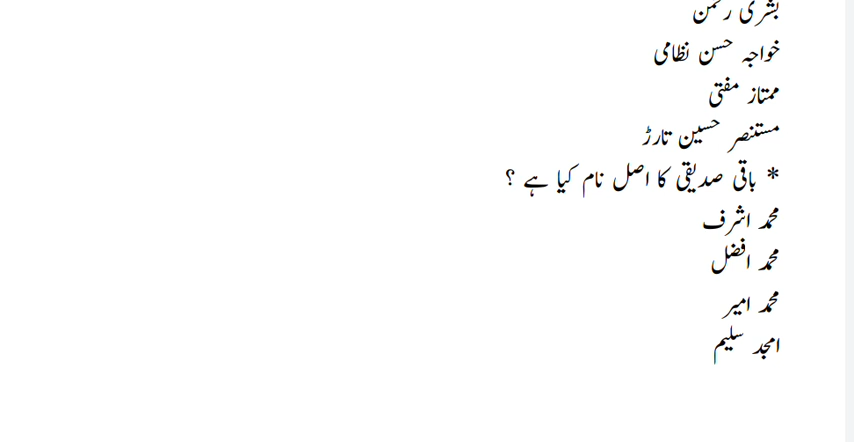 بشریٰ رحمٰن
خواجہ حسن نظامی
ممتاز مفتی
مستنصر حسین تارڑ
* باقی صدیقی کا اصل نام کیا ہے ؟
محمد اشرف
محمد افضل
محمد امیر
امجد سلیم